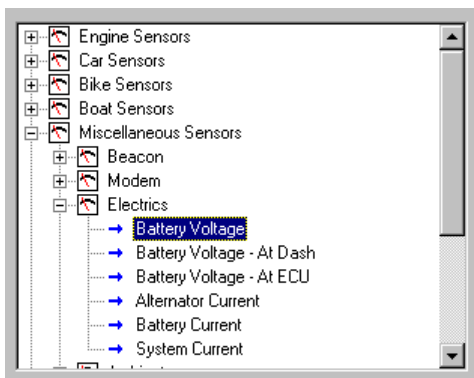 Engine Sensors
Car Sensors
Bike Sensors
Boat Sensors
Miscellaneous Sensors
Beacon
Modem
Electrics
Battery Voltage
Battery Voltage - At Dash
Battery Voltage - At ECU
Alternator Current
Battery Current
System Current